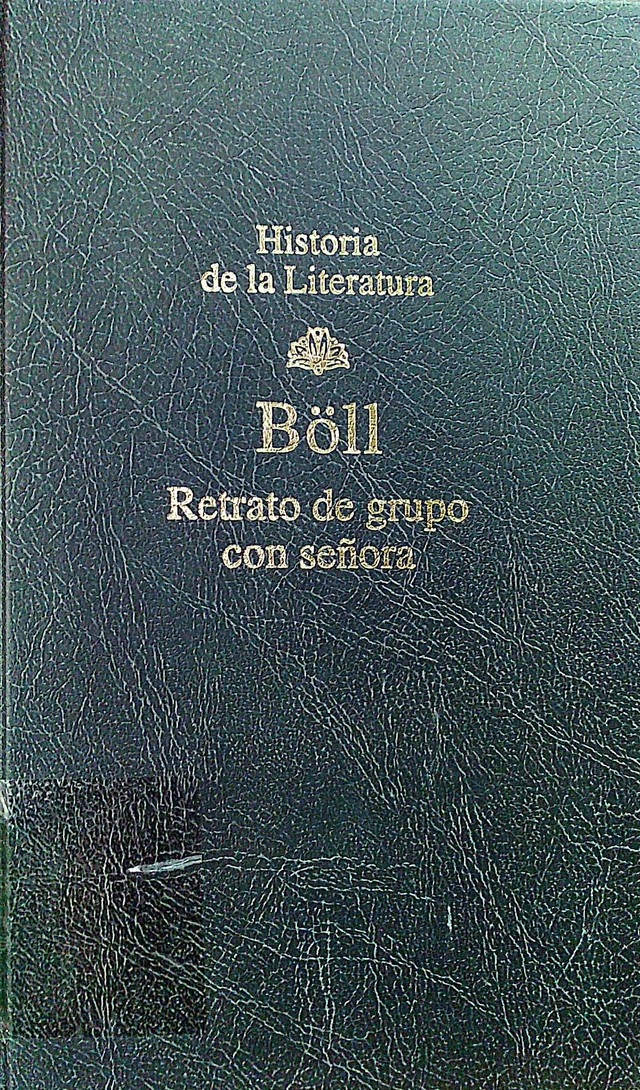 Historia
de la Literatura
Böll
Retrato de grupo
con señora